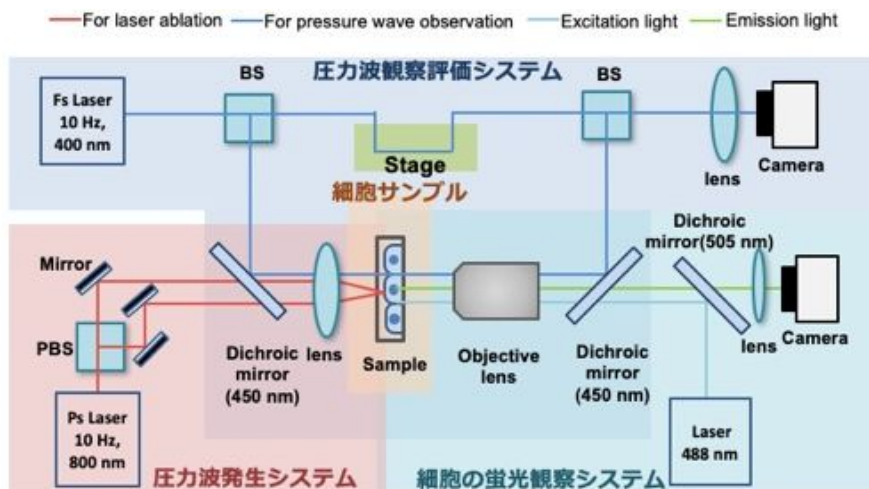 For laser ablation
For pressure wave observation
Excitation light
Emission light
圧力波観察評価システム
BS
BS
Fs Laser
10 Hz,
400 nm
Stage
lens
Camera
細胞サンプル
Dichroic
mirror(505 nm)
Mirror
PBS
Dichroic
mirror
(450 nm)
lens
Sample
Objective
lens
Dichroic
mirror
(450 nm)
lens
Camera
Ps Laser
10 Hz,
800 nm
Laser
488 nm
圧力波発生システム
細胞の蛍光観察システム